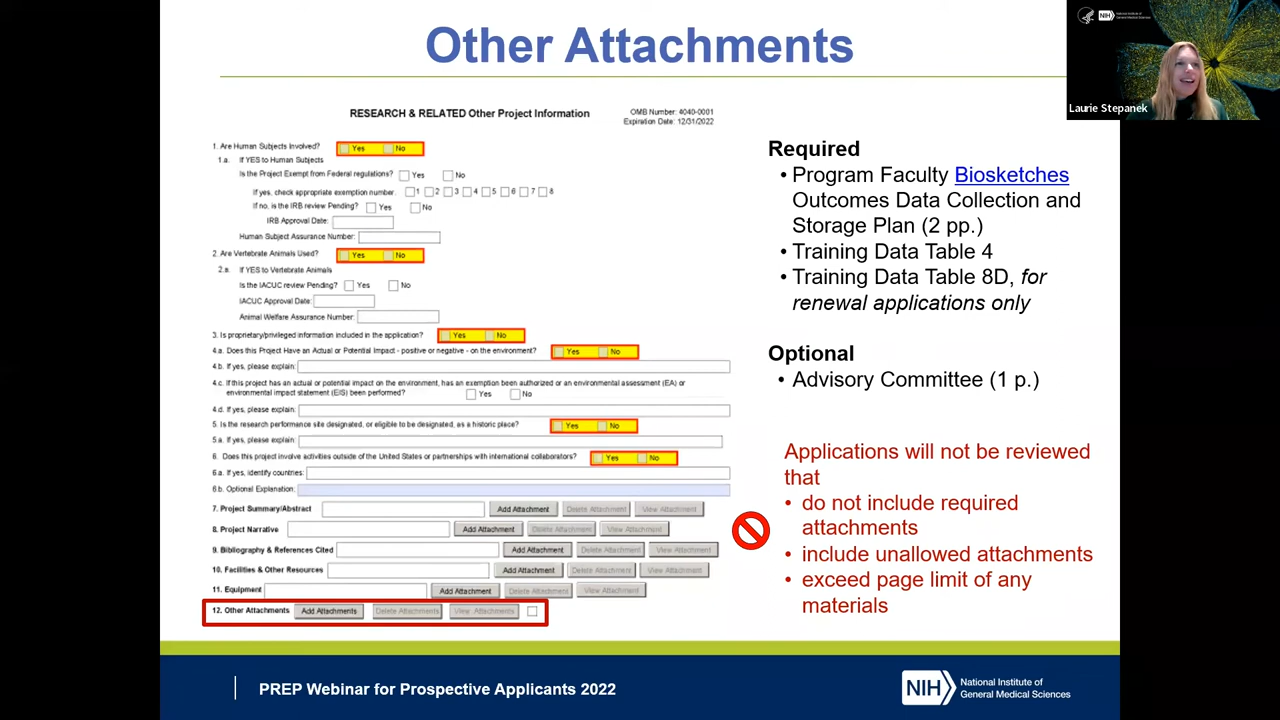 Other Attachments
NIH
National Institute of
General Medical Sciences
Laurie Stepanek
RESEARCH & RELATED Other Project Information
OMB Number: 4040-0001
Expiration Date: 12/31/2022
1. Are Human Subjects Involved? Yes No
1.a. If YES to Human Subjects
Is the Project Exempt from Federal regulations? Yes No
If yes, check appropriate exemption number. 1 2 3 4 5 6 7 8
If no, is the IRB review Pending? Yes No
IRB Approval Date:
Human Subject Assurance Number:
2. Are Vertebrate Animals Used? Yes No
2.a. If YES to Vertebrate Animals
Is the IACUC review Pending? Yes No
IACUC Approval Date:
Animal Welfare Assurance Number:
3. Is proprietary/privileged information included in the application? Yes No
4.a. Does this Project Have an Actual or Potential Impact - positive or negative - on the environment? Yes No
4.b. If yes, please explain:
4.c. If this project has an actual or potential impact on the environment, has an exemption been authorized or an environmental assessment (EA) or
environmental impact statement (EIS) been performed? Yes No
4.d. If yes, please explain:
5. Is the research performance site designated, or eligible to be designated, as a historic place? Yes No
5.a. If yes, please explain:
6. Does this project involve activities outside of the United States or partnerships with international collaborators? Yes No
6.a. If yes, identify countries:
6.b. Optional Explanation:
7. Project Summary/Abstract Add Attachment Delete Attachment View Attachment
8. Project Narrative Add Attachment Delete Attachment View Attachment
9. Bibliography & References Cited Add Attachment Delete Attachment View Attachment
10. Facilities & Other Resources Add Attachment Delete Attachment View Attachment
11. Equipment Add Attachment Delete Attachment View Attachment
12. Other Attachments Add Attachments Delete Attachments View Attachments
Required
• Program Faculty Biosketches
Outcomes Data Collection and
Storage Plan (2 pp.)
• Training Data Table 4
• Training Data Table 8D, for
renewal applications only
Optional
• Advisory Committee (1 p.)
Applications will not be reviewed
that
• do not include required
attachments
• include unallowed attachments
• exceed page limit of any
materials
PREP Webinar for Prospective Applicants 2022
NIH
National Institute of
General Medical Sciences